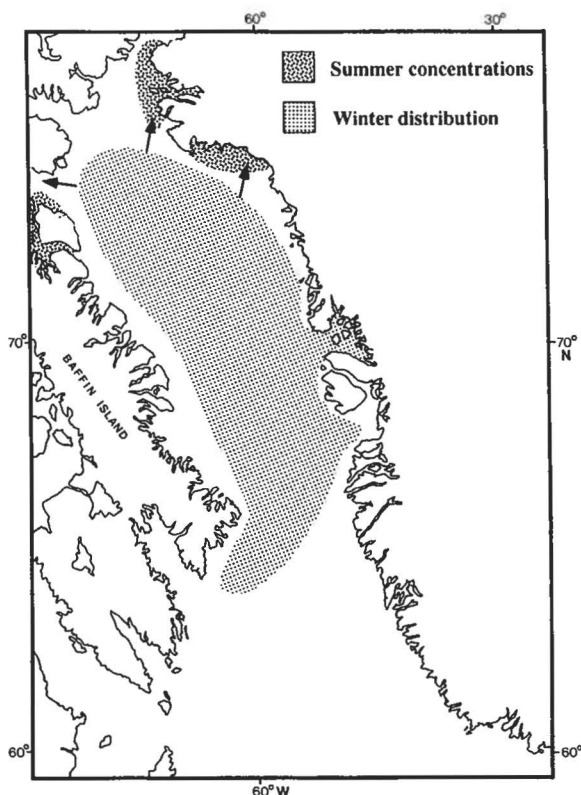 60°
30°
Summer concentrations
Winter distribution
70°
70°
N
BAFFIN ISLAND
60°
60°
60° W